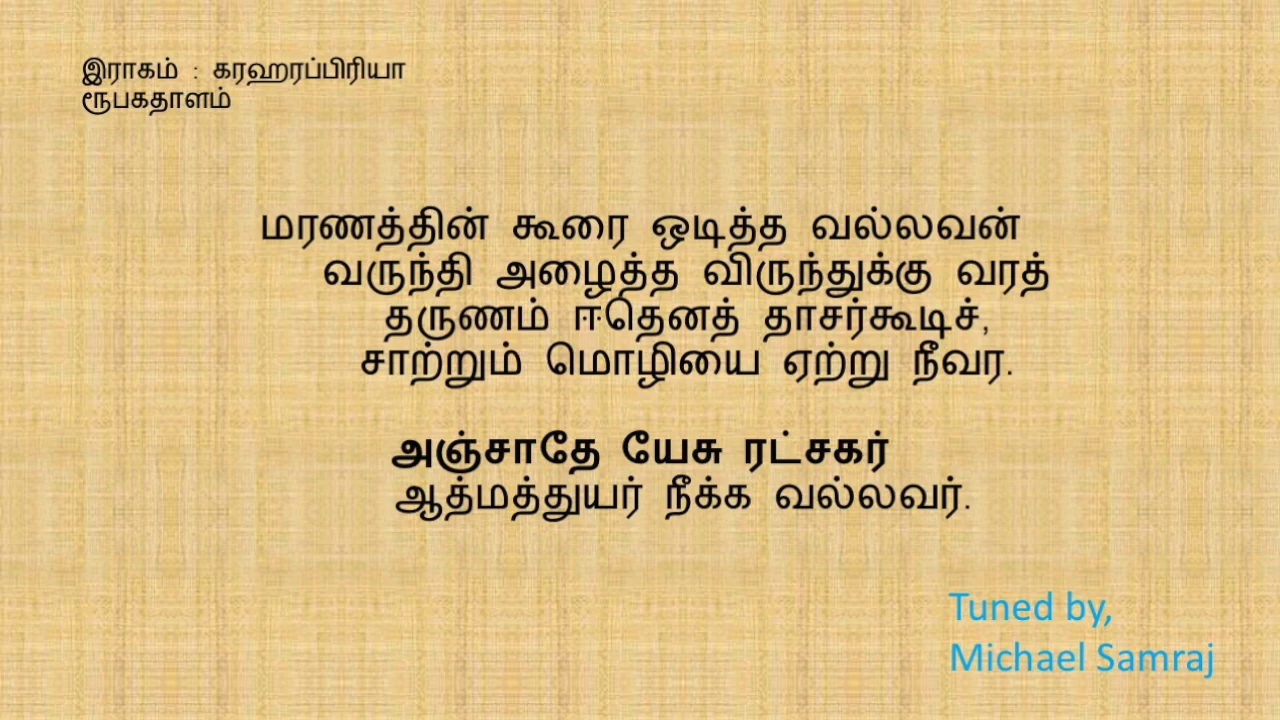 இராகம் : கரஹரப்பிரியா
ரூபகதாளம்
மரணத்தின் கூரை ஒடித்த வல்லவன்
வருந்தி அழைத்த விருந்துக்கு வரத்
தருணம் ஈதெனத் தாசர்கூடிச்,
சாற்றும் மொழியை ஏற்று நீவர.
அஞ்சாதே யேசு ரட்சகர்
ஆத்மத்துயர் நீக்க வல்லவர்.
Tuned by,
Michael Samraj